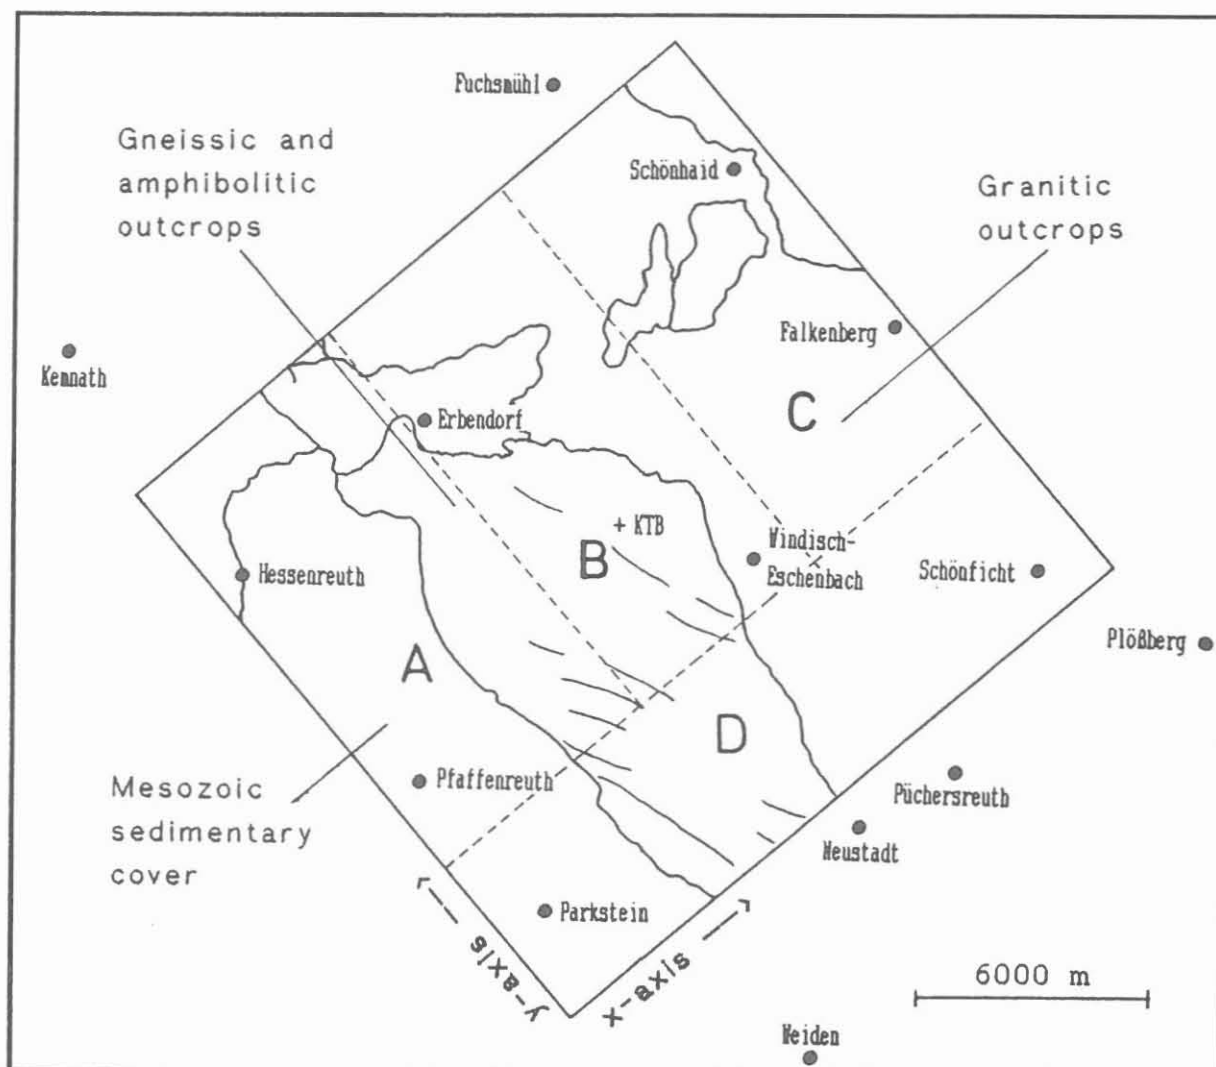 Fuchsmühl
Gneissic and
amphibolitic
outcrops
Schönhaid
Granitic
outcrops
Kemnath
Falkenberg
Erbendorf
C
+ KTB
B
Windisch-
Eschenbach
Hessenreuth
Schönficht
Plößberg
A
D
Pfaffenreuth
Mesozoic
sedimentary
cover
Püchersreuth
Neustadt
Parkstein
y-axis
x-axis
6000 m
Weiden